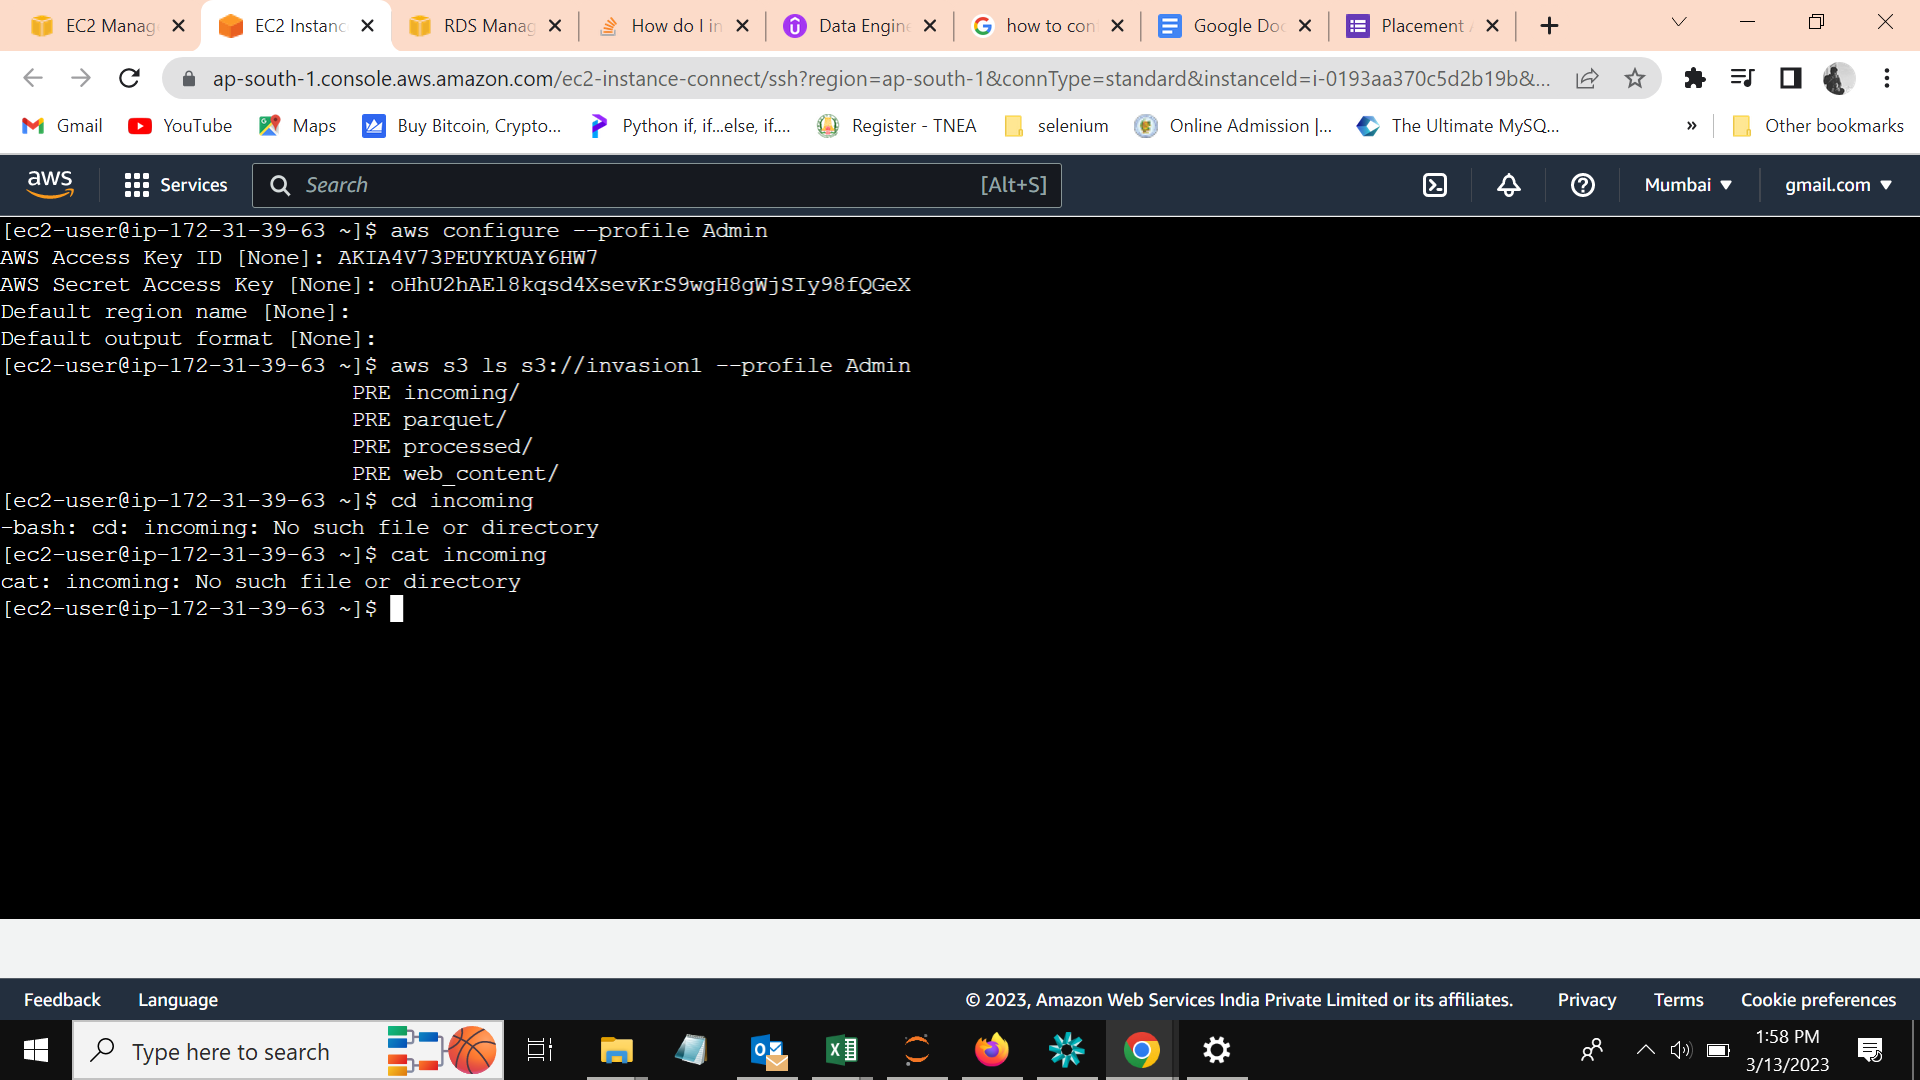 EC2 Manag
EC2 Instanc
RDS Manag
How do I in
Data Engine
how to con
Google Doc
Placement A
ap-south-1.console.aws.amazon.com/ec2-instance-connect/ssh?region=ap-south-1&connType=standard&instanceId=i-0193aa370c5d2b19b&...
Gmail
YouTube
Maps
Buy Bitcoin, Crypto...
Python if, if...else, if....
Register - TNEA
selenium
Online Admission |...
The Ultimate MySQ...
»
Other bookmarks
aws
Services
Search
[Alt+S]
Mumbai
gmail.com
[ec2-user@ip-172-31-39-63 ~]$ aws configure --profile Admin
AWS Access Key ID [None]: AKIA4V73PEUYKUAY6HW7
AWS Secret Access Key [None]: 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
Default region name [None]:
Default output format [None]:
[ec2-user@ip-172-31-39-63 ~]$ aws s3 ls s3://invasion1 --profile Admin
PRE incoming/
PRE parquet/
PRE processed/
PRE web_content/
[ec2-user@ip-172-31-39-63 ~]$ cd incoming
-bash: cd: incoming: No such file or directory
[ec2-user@ip-172-31-39-63 ~]$ cat incoming
cat: incoming: No such file or directory
[ec2-user@ip-172-31-39-63 ~]$
Feedback
Language
© 2023, Amazon Web Services India Private Limited or its affiliates.
Privacy
Terms
Cookie preferences
Type here to search
1:58 PM
3/13/2023